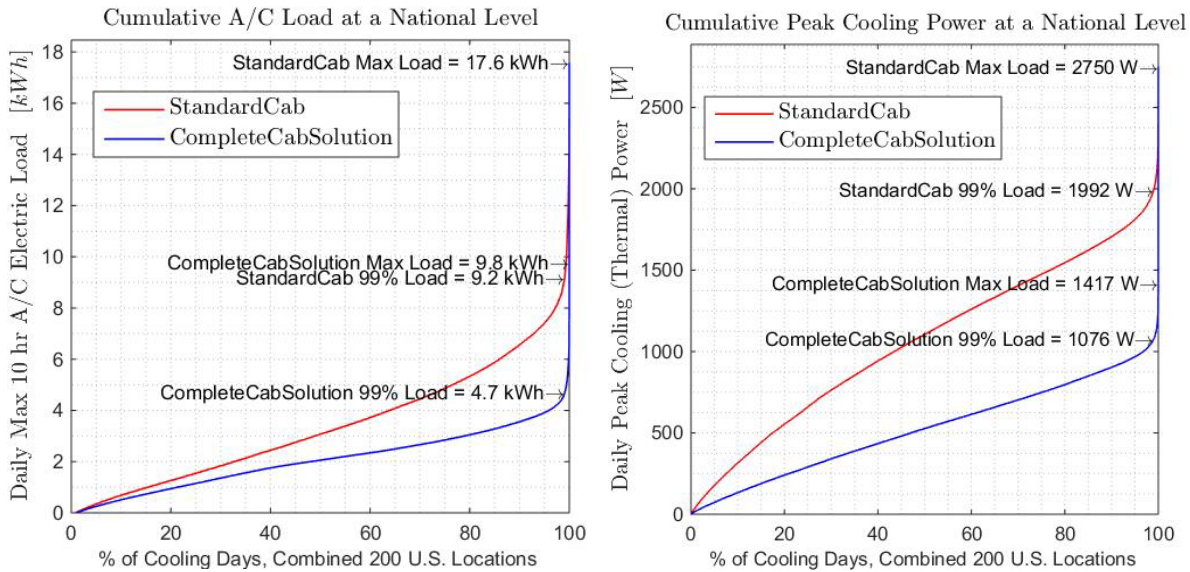 Cumulative A/C Load at a National Level
Daily Max 10 hr A/C Electric Load [kWh]
18
16
14
12
10
8
6
4
2
0
StandardCab Max Load = 17.6 kWh
StandardCab
CompleteCabSolution
CompleteCabSolution Max Load = 9.8 kWh
StandardCab 99% Load = 9.2 kWh
CompleteCabSolution 99% Load = 4.7 kWh
0 20 40 60 80 100
% of Cooling Days, Combined 200 U.S. Locations
Cumulative Peak Cooling Power at a National Level
Daily Peak Cooling (Thermal) Power [W]
2500
2000
1500
1000
500
0
StandardCab Max Load = 2750 W
StandardCab
CompleteCabSolution
StandardCab 99% Load = 1992 W
CompleteCabSolution Max Load = 1417 W
CompleteCabSolution 99% Load = 1076 W
0 20 40 60 80 100
% of Cooling Days, Combined 200 U.S. Locations